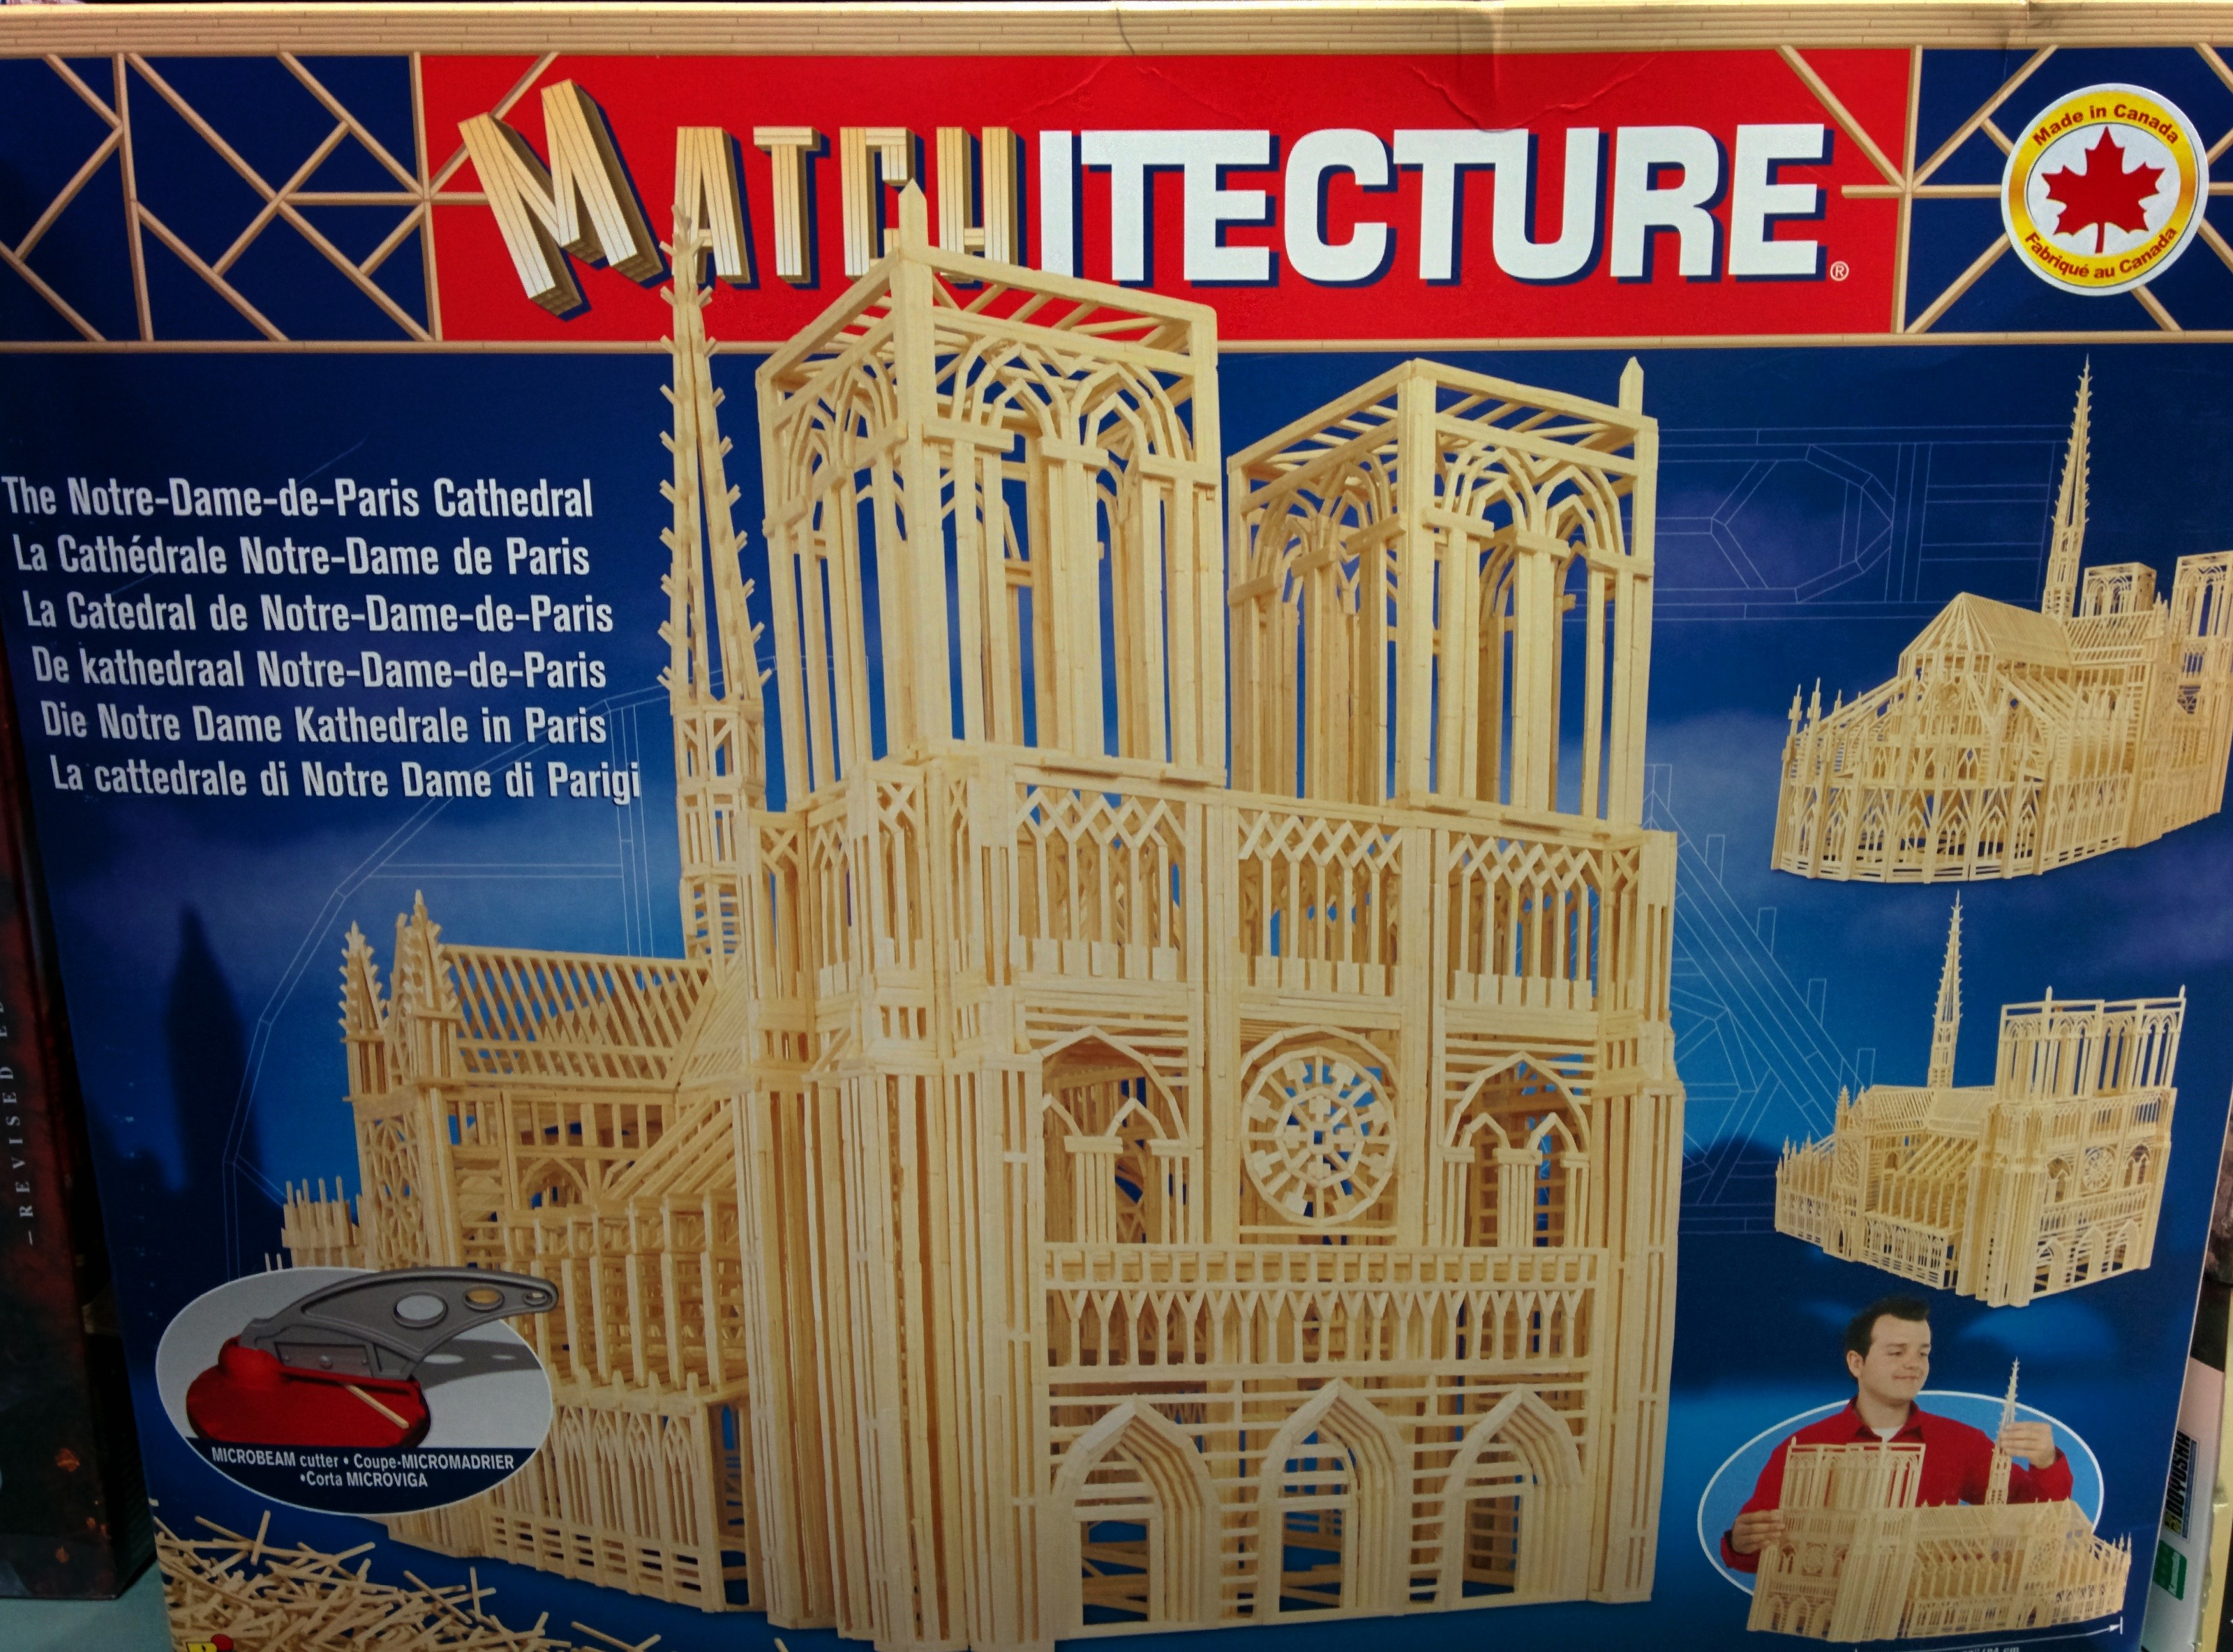 MATCHITECTURE®
Made in Canada
Fabriqué au Canada
The Notre-Dame-de-Paris Cathedral
La Cathédrale Notre-Dame de Paris
La Catedral de Notre-Dame-de-Paris
De kathedraal Notre-Dame-de-Paris
Die Notre Dame Kathedrale in Paris
La cattedrale di Notre Dame di Parigi
MICROBEAM cutter • Coupe-MICROMADRIER
•Corta MICROVIGA
– REVISED